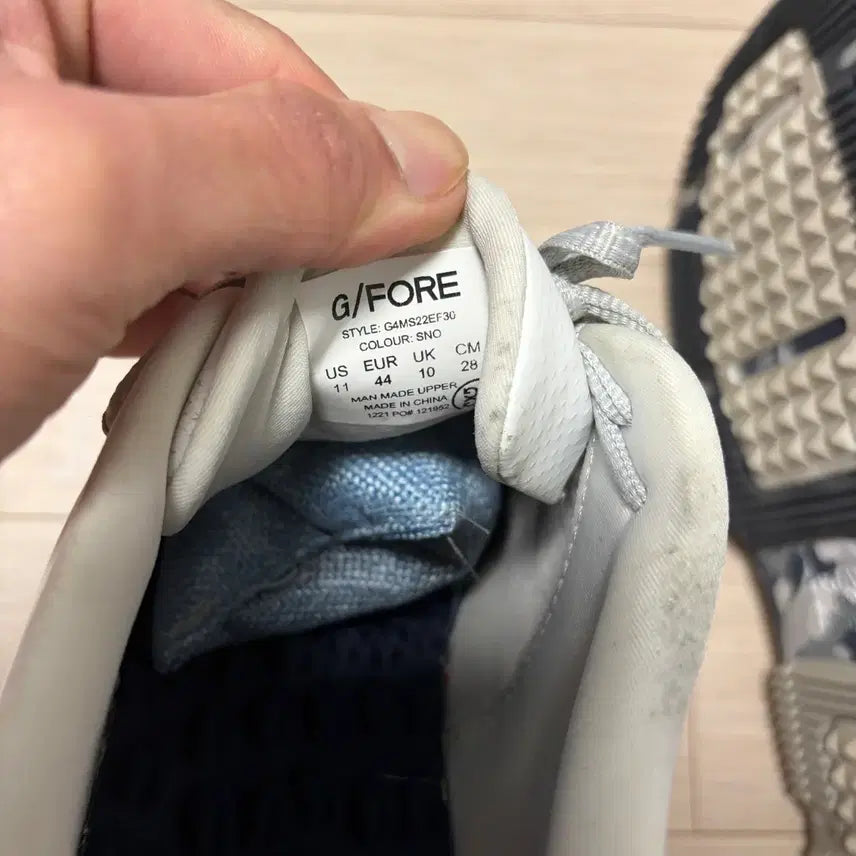 G/FORE
STYLE: G4MS22EF30
COLOUR: SNO
US EUR UK CM
11 44 10 28
MAN MADE UPPER
MADE IN CHINA
1221 PO# 121952